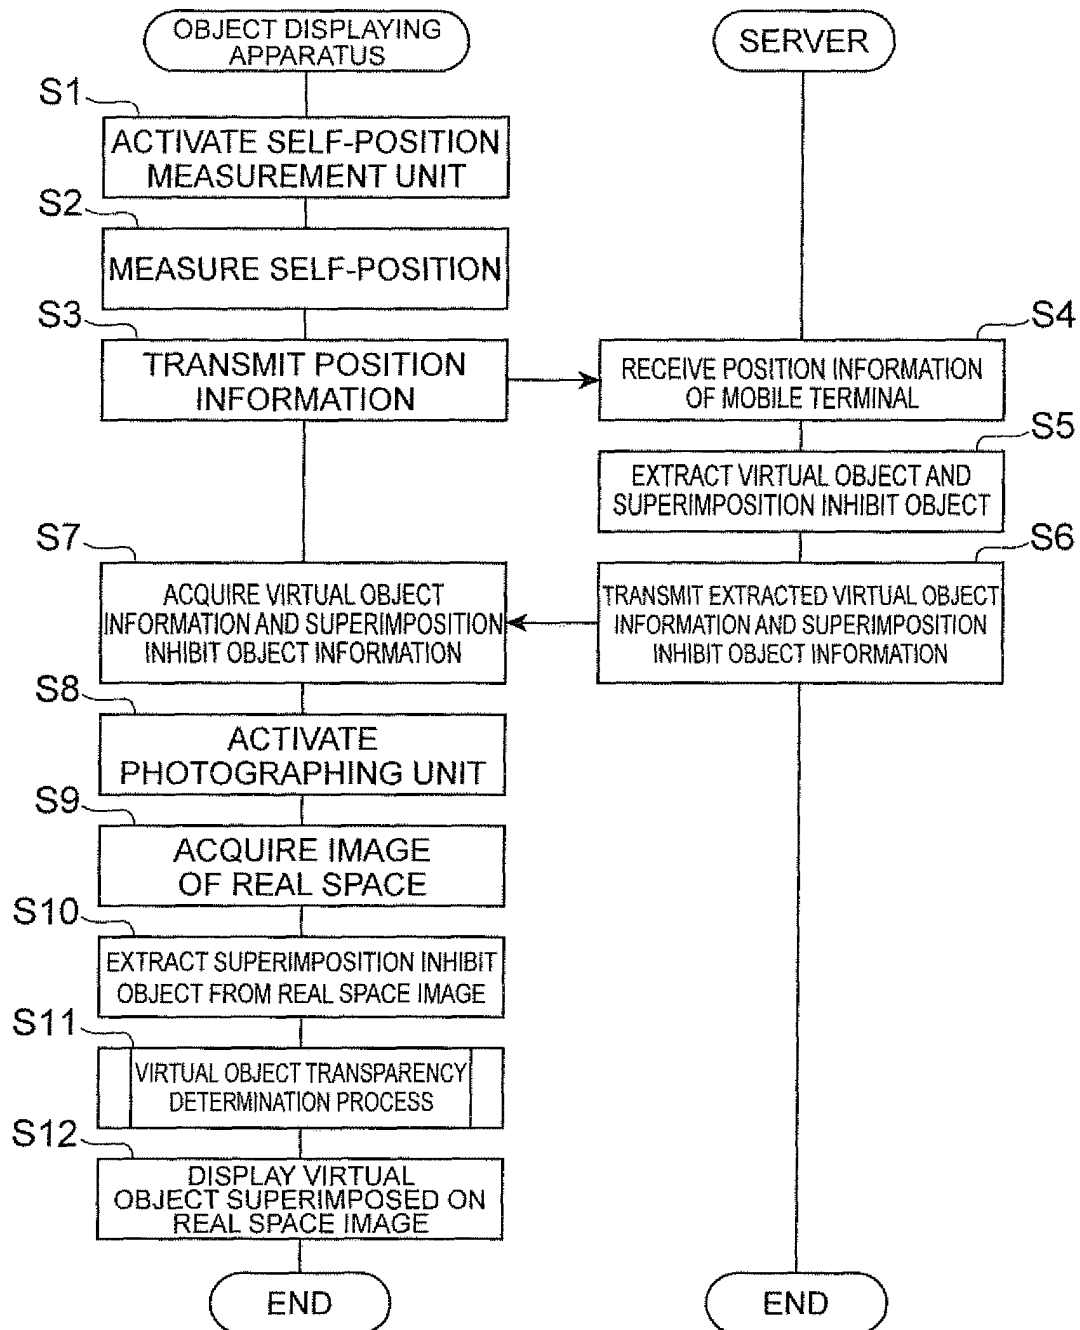 OBJECT DISPLAYING
APPARATUS
SERVER
S1
ACTIVATE SELF-POSITION
MEASUREMENT UNIT
S2
MEASURE SELF-POSITION
S3
TRANSMIT POSITION
INFORMATION
S4
RECEIVE POSITION INFORMATION
OF MOBILE TERMINAL
S5
EXTRACT VIRTUAL OBJECT AND
SUPERIMPOSITION INHIBIT OBJECT
S6
TRANSMIT EXTRACTED VIRTUAL OBJECT
INFORMATION AND SUPERIMPOSITION
INHIBIT OBJECT INFORMATION
S7
ACQUIRE VIRTUAL OBJECT
INFORMATION AND SUPERIMPOSITION
INHIBIT OBJECT INFORMATION
S8
ACTIVATE
PHOTOGRAPHING UNIT
S9
ACQUIRE IMAGE
OF REAL SPACE
S10
EXTRACT SUPERIMPOSITION INHIBIT
OBJECT FROM REAL SPACE IMAGE
S11
VIRTUAL OBJECT TRANSPARENCY
DETERMINATION PROCESS
S12
DISPLAY VIRTUAL
OBJECT SUPERIMPOSED ON
REAL SPACE IMAGE
END
END